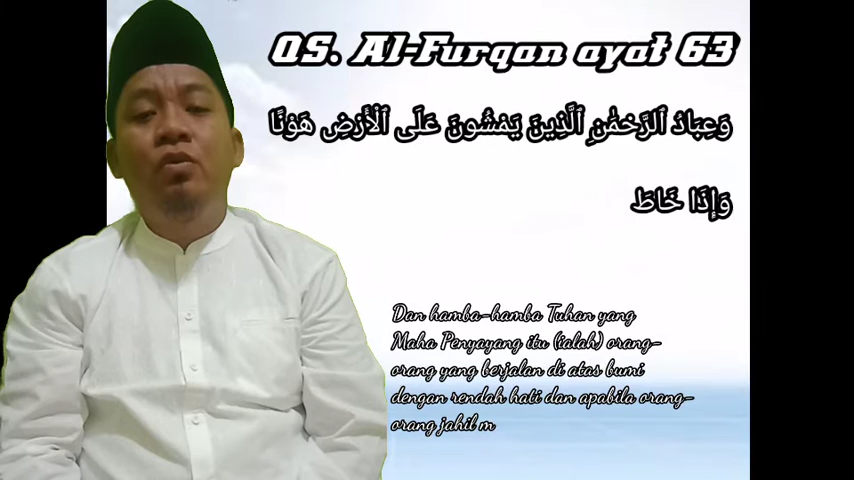 QS. Al-Furqan ayat 63
وَعِبَادُ ٱلرَّحْمَٰنِ ٱلَّذِينَ يَمْشُونَ عَلَى ٱلْأَرْضِ هَوْنًا
وَإِذَا خَاطَ
Dan hamba-hamba Tuhan yang
Maha Penyayang itu (ialah) orang-
orang yang berjalan di atas bumi
dengan rendah hati dan apabila orang-
orang jahil m